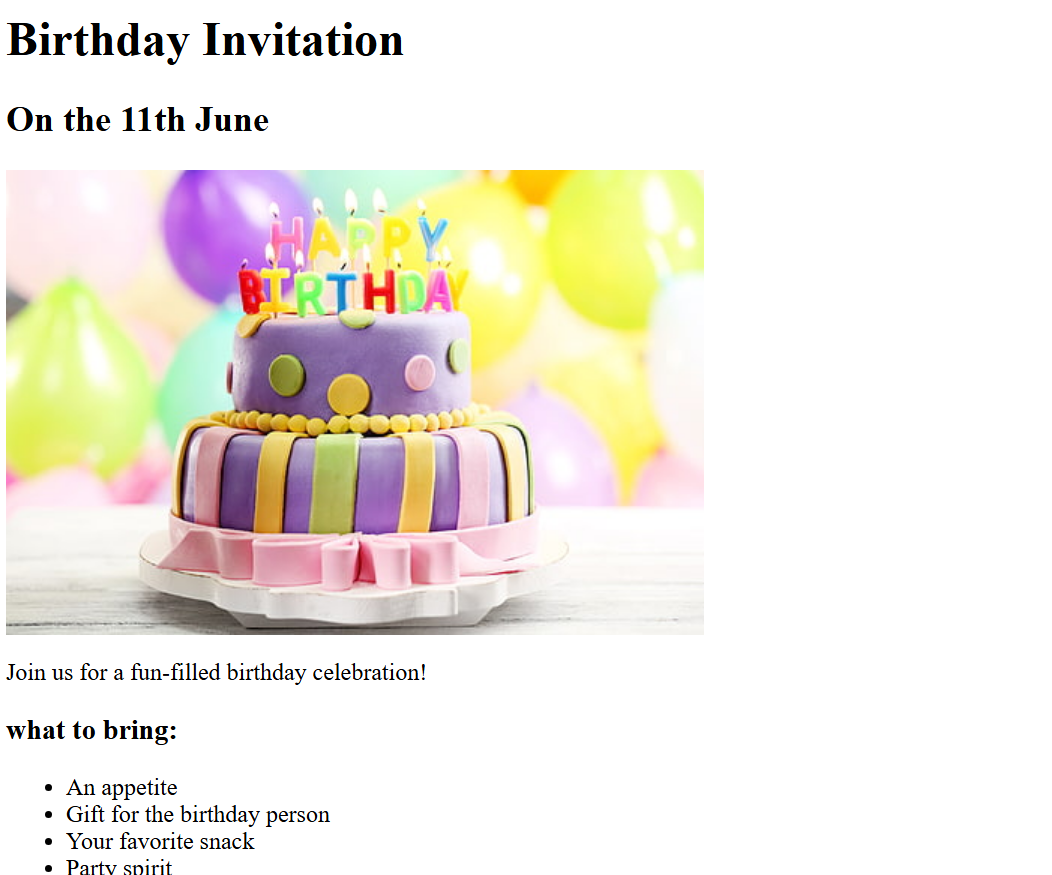 Birthday Invitation
On the 11th June
HAPPY
BIRTHDAY
Join us for a fun-filled birthday celebration!
what to bring:
• An appetite
• Gift for the birthday person
• Your favorite snack
• Party spirit